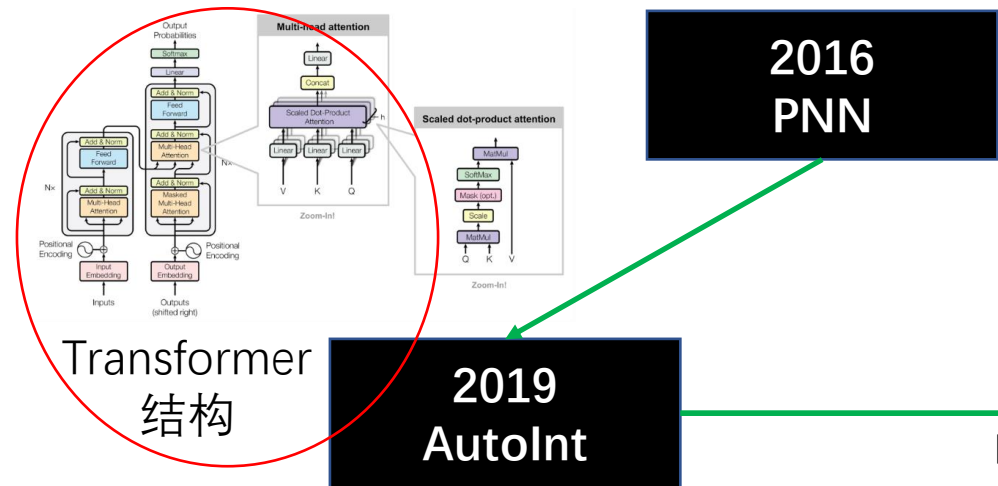 Output
Probabilities
Softmax
Linear
Add & Norm
Feed
Forward
Add & Norm
Multi-Head
Attention
Nx
Add & Norm
Masked
Multi-Head
Attention
Add & Norm
Feed
Forward
Nx
Add & Norm
Multi-Head
Attention
Positional
Encoding
Positional
Encoding
Input
Embedding
Output
Embedding
Inputs
Outputs
(shifted right)
Multi-head attention
Linear
Concat
Scaled Dot-Product
Attention
h
Linear
Linear
Linear
V
K
Q
Zoom-In!
Scaled dot-product attention
MatMul
SoftMax
Mask (opt.)
Scale
MatMul
Q
K
V
Zoom-In!
Transformer
结构
2016
PNN
2019
AutoInt